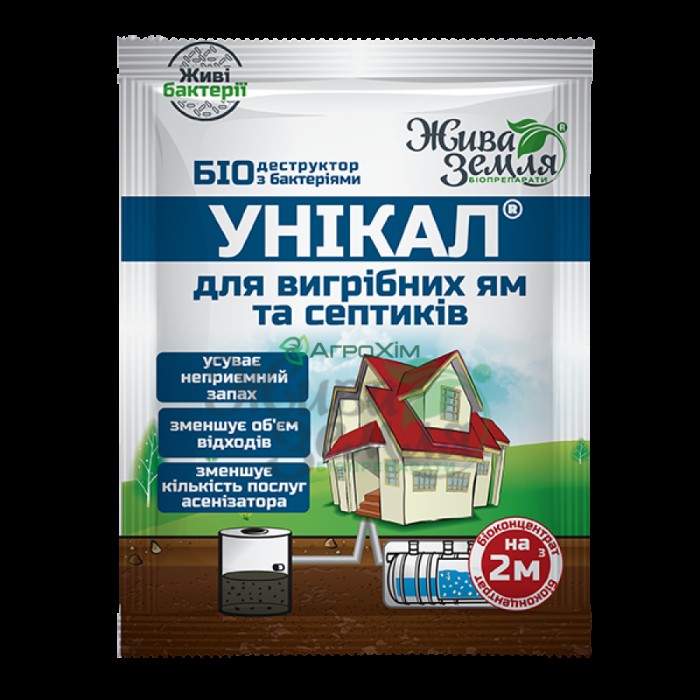 Живі
бактерії
Жива
Земля®
БІОПРЕПАРАТИ
БІО деструктор
з бактеріями
УНІКАЛ®
для вигрібних ям
та септиків
АгроХім
усуває
неприємний
запах
зменшує об'єм
відходів
зменшує
кількість послуг
асенізатора
Біоконцентрат
на
2м³
Біоконцентрат